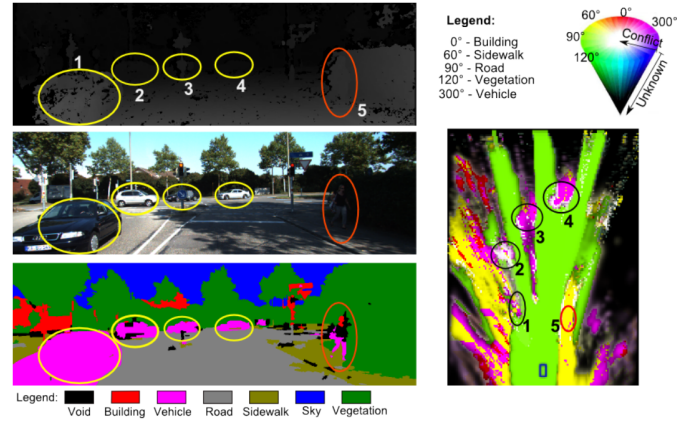 1
2
3
4
5
Legend:
Void
Building
Vehicle
Road
Sidewalk
Sky
Vegetation
Legend:
0° - Building
60° - Sidewalk
90° - Road
120° - Vegetation
300° - Vehicle
60°
0°
300°
90°
120°
Conflict
Unknown
4
3
2
1
5